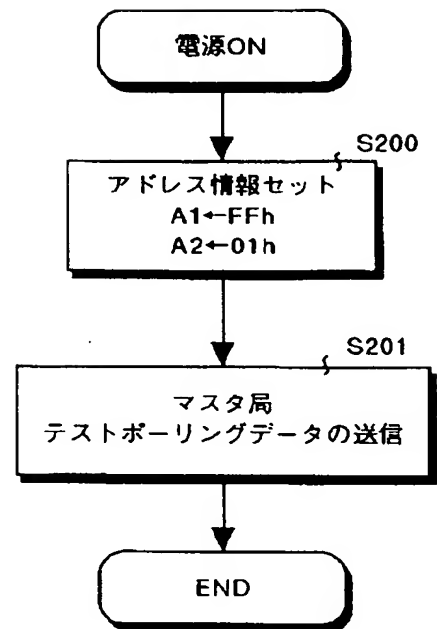 電源ON
S200
アドレス情報セット
A1←FFh
A2←01h
S201
マスタ局
テストポーリングデータの送信
END